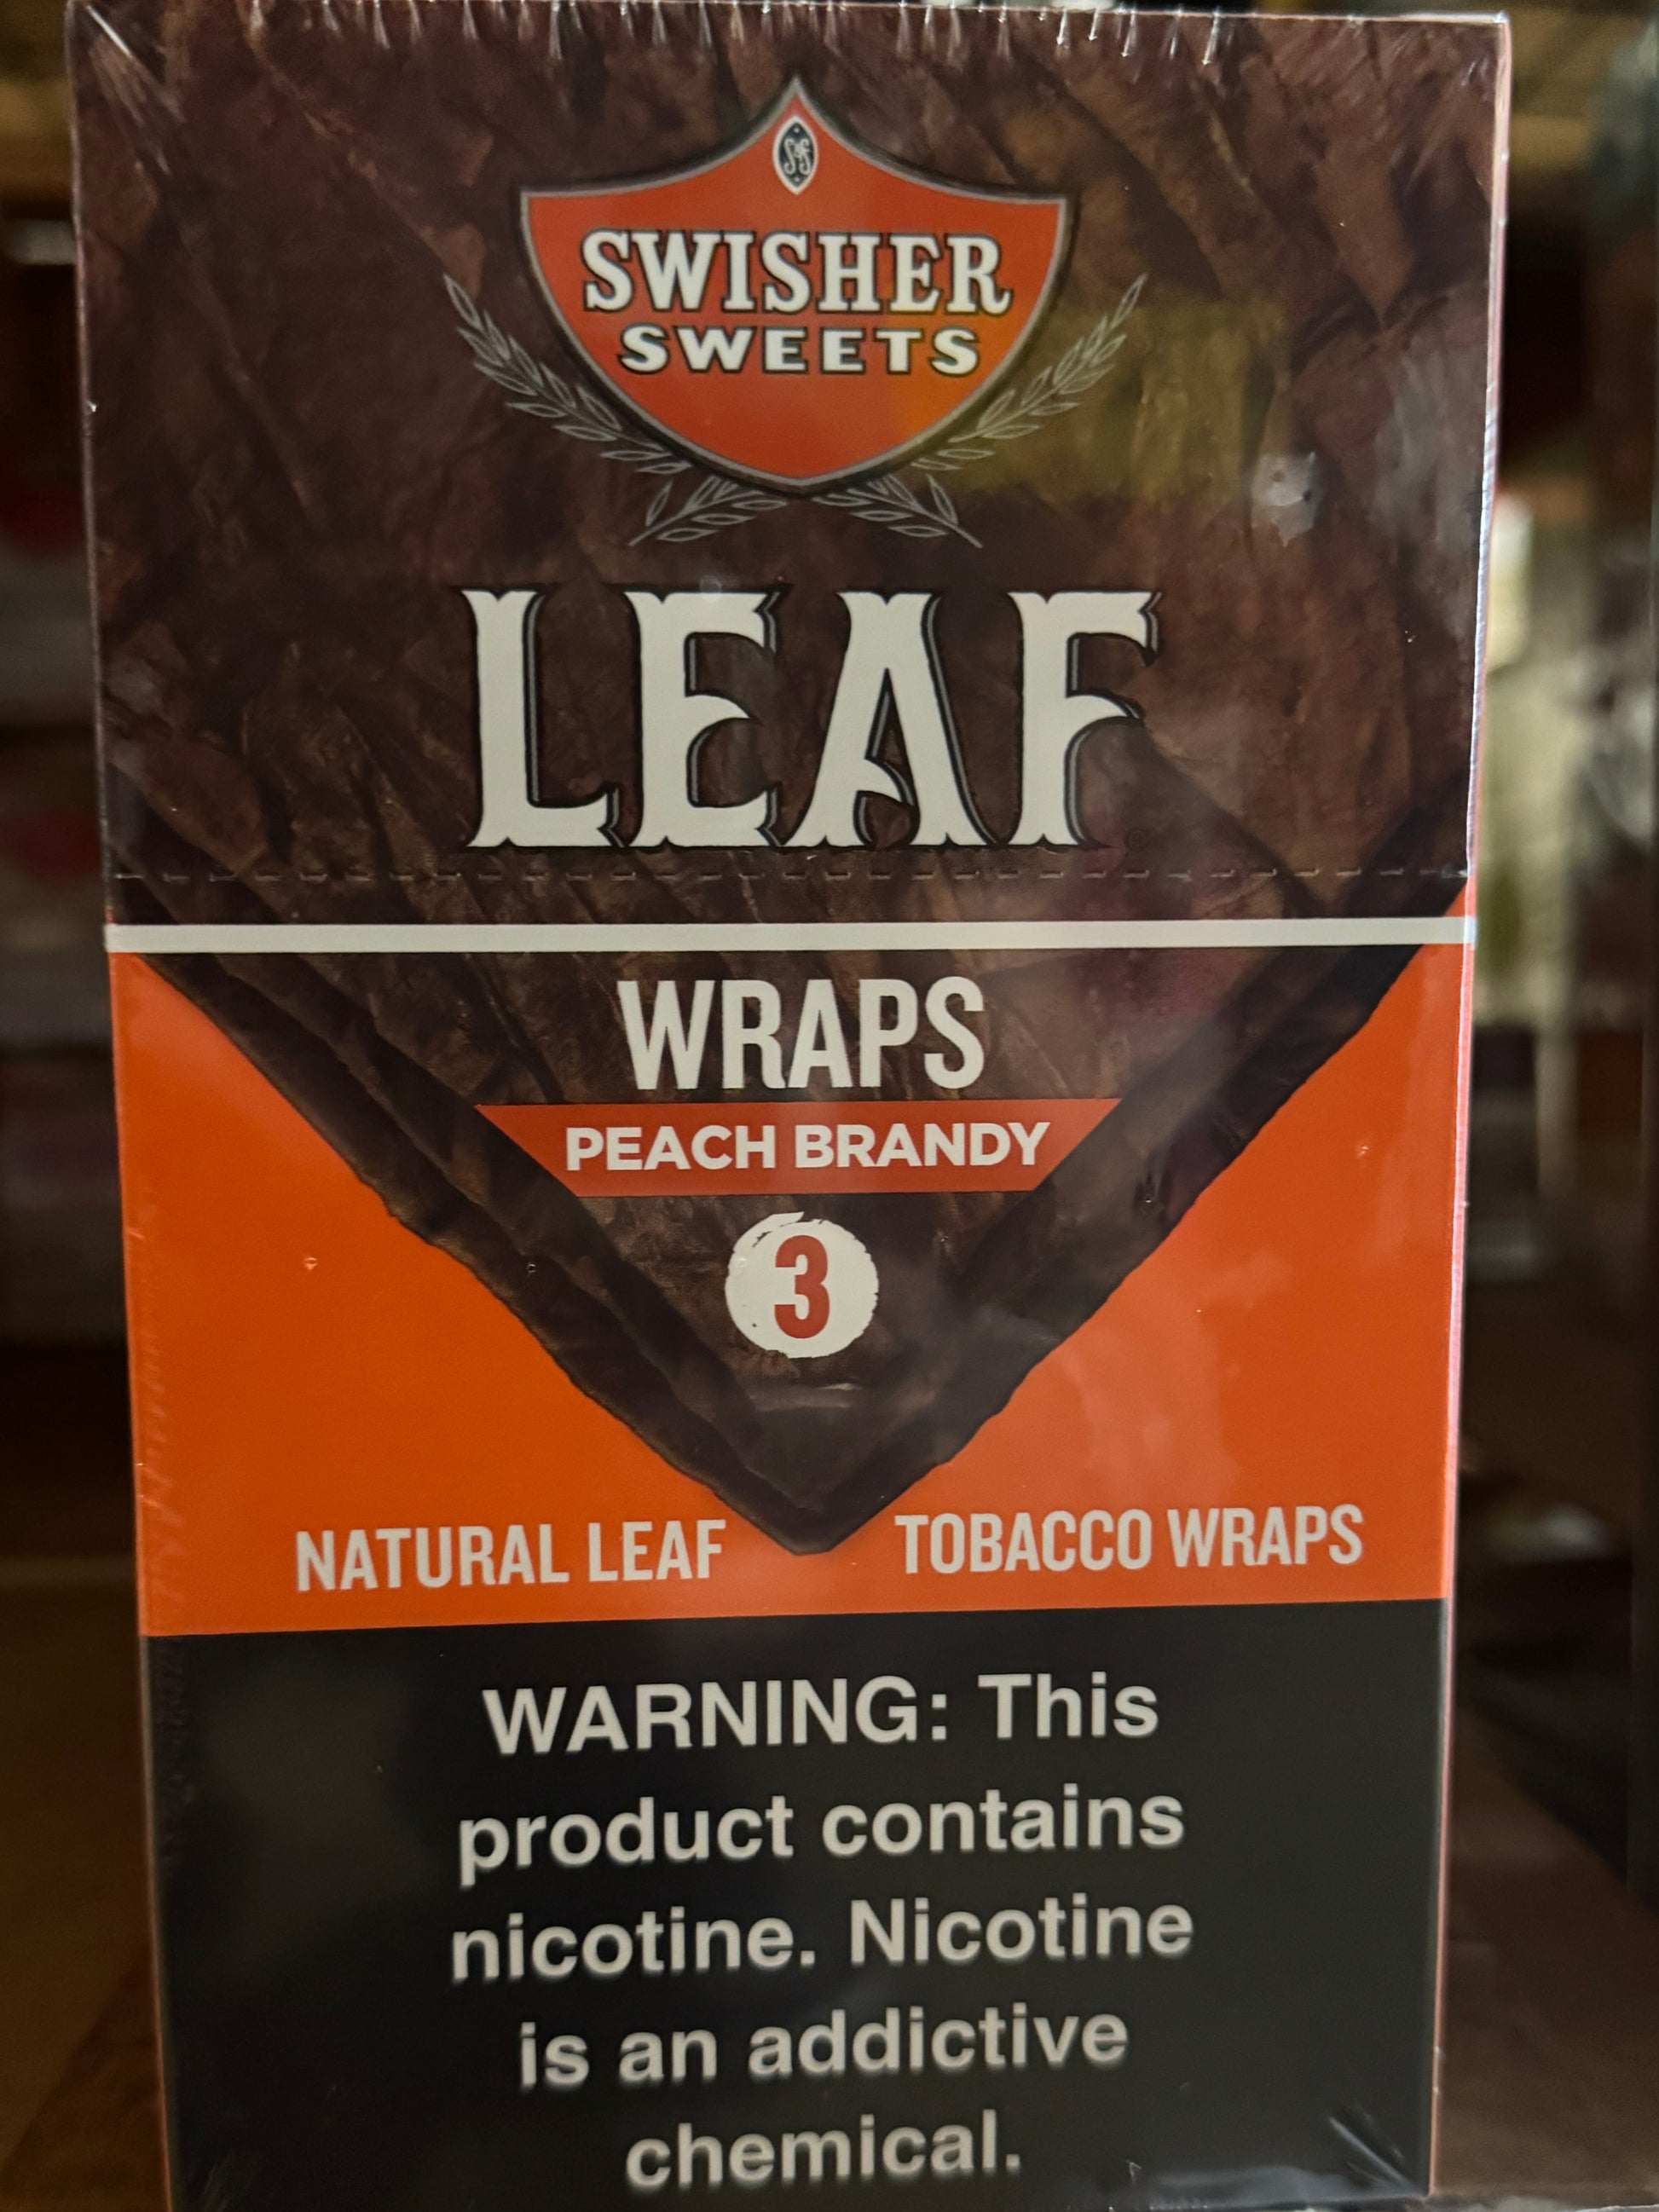 SWISHER
SWEETS
LEAF
WRAPS
PEACH BRANDY
3
NATURAL LEAF TOBACCO WRAPS
WARNING: This
product contains
nicotine. Nicotine
is an addictive
chemical.